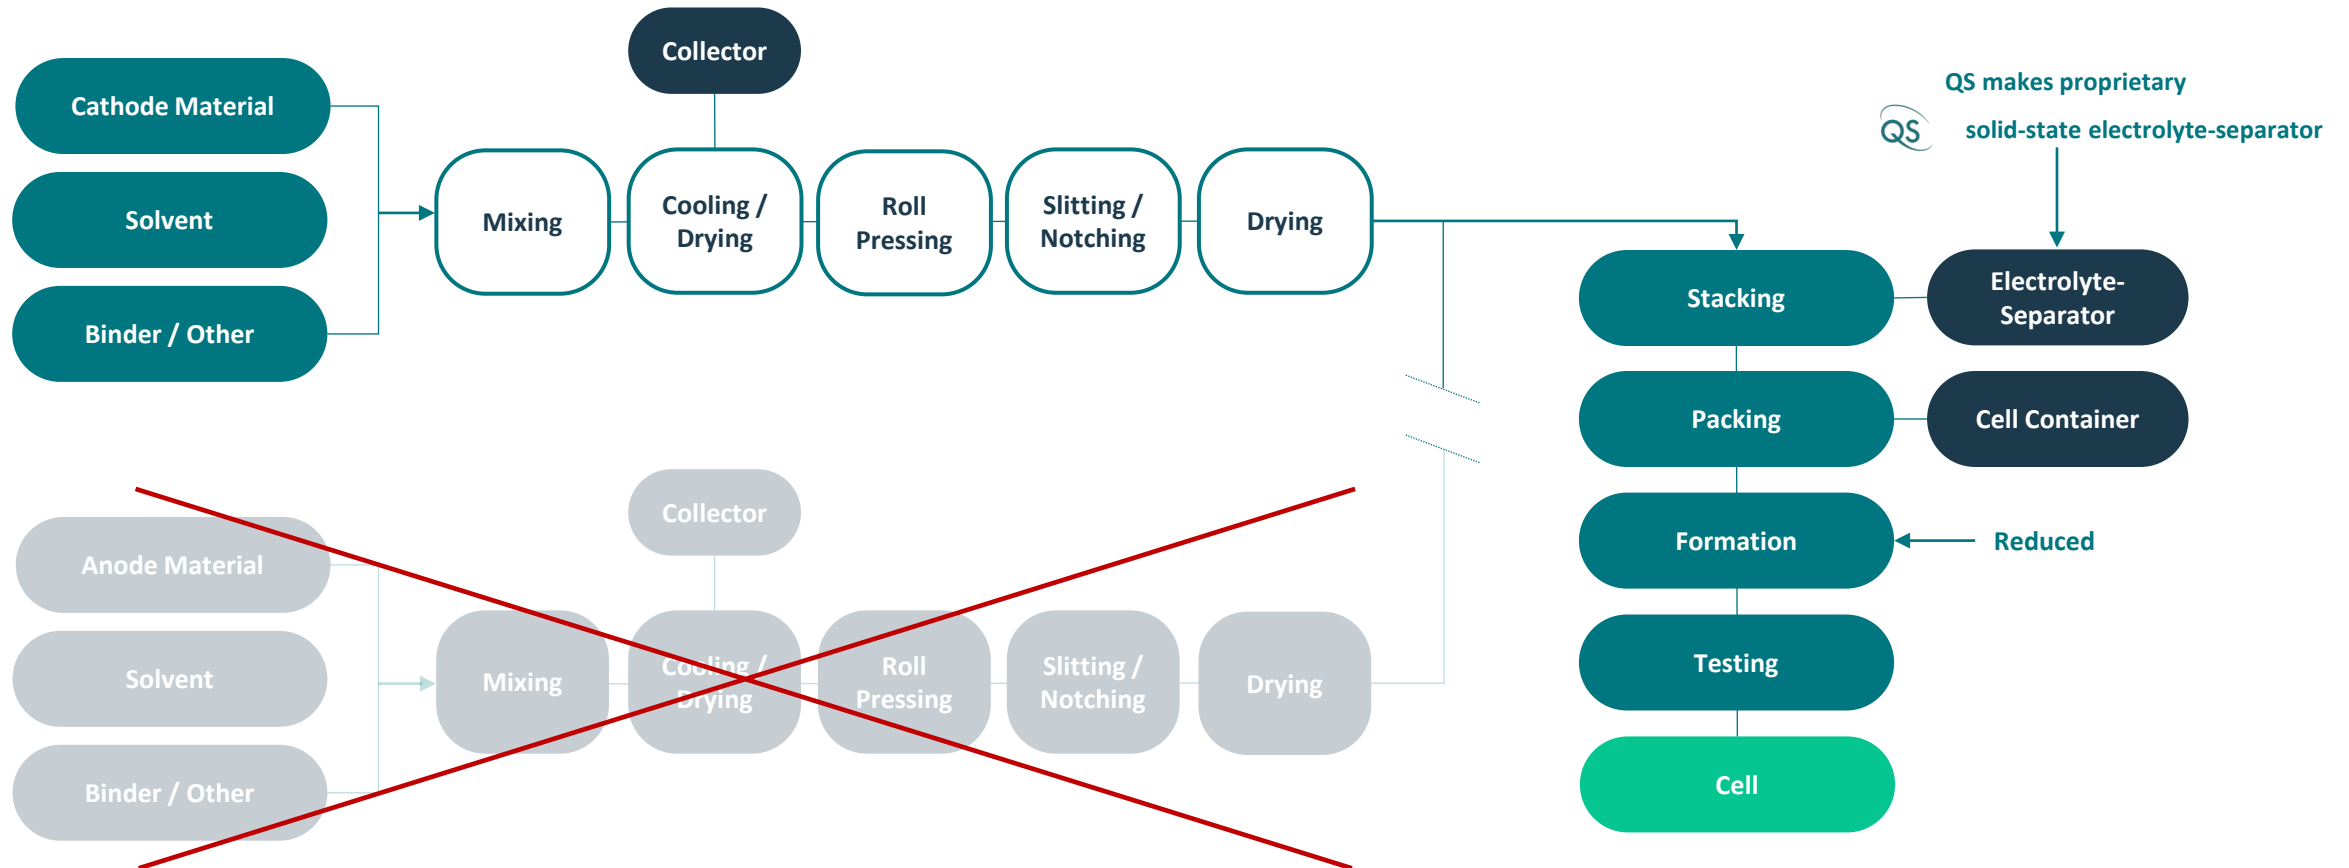 Collector
Cathode Material
Solvent
Binder / Other
Mixing
Cooling /
Drying
Roll
Pressing
Slitting /
Notching
Drying
QS makes proprietary
QS
solid-state electrolyte-separator
Stacking
Electrolyte-
Separator
Packing
Cell Container
Formation
Reduced
Testing
Cell
Collector
Anode Material
Solvent
Binder / Other
Mixing
Cooling /
Drying
Roll
Pressing
Slitting /
Notching
Drying